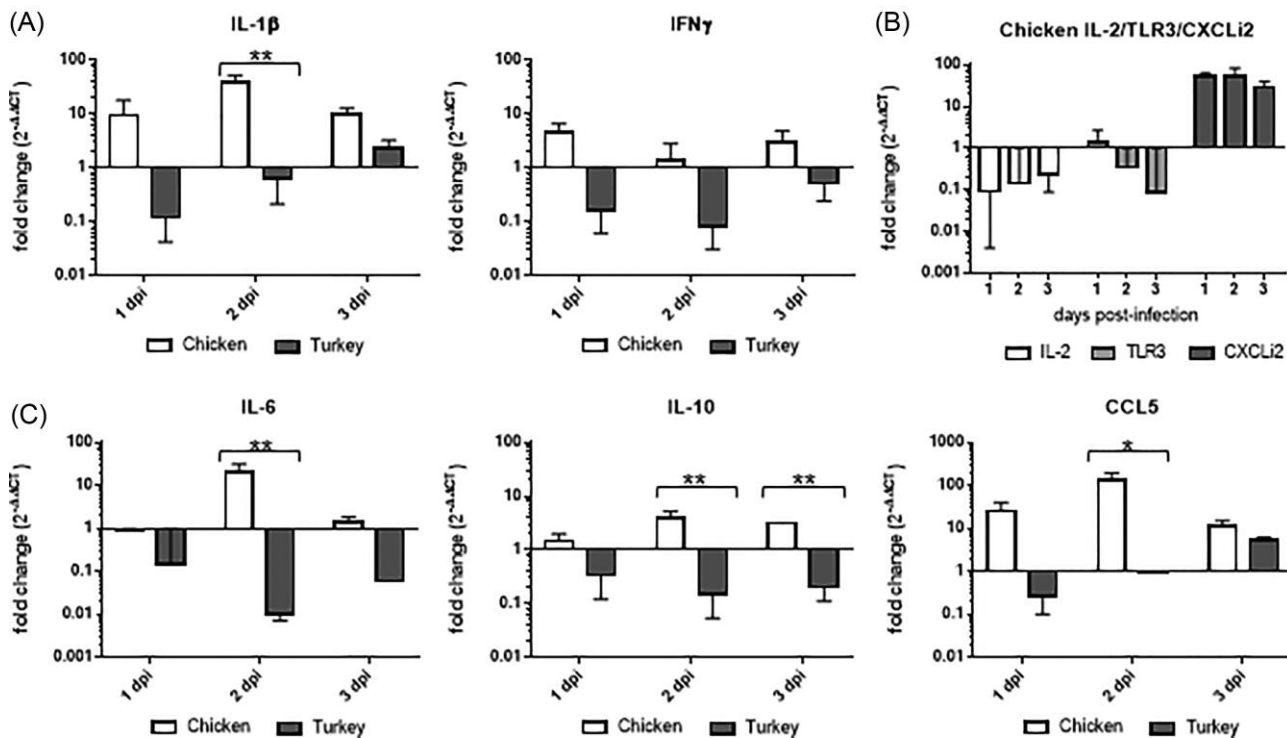 (A)
IL-1β
fold change (2^-ΔΔCT)
100
10
1
0.1
0.01
**
1 dpi
2 dpi
3 dpi
Chicken
Turkey
IFNγ
fold change (2^-ΔΔCT)
100
10
1
0.1
0.01
1 dpi
2 dpi
3 dpi
Chicken
Turkey
(B)
Chicken IL-2/TLR3/CXCLi2
fold change (2^-ΔΔCT)
100
10
1
0.1
0.01
0.001
1 2 3 1 2 3 1 2 3
days post-infection
IL-2
TLR3
CXCLi2
(C)
IL-6
fold change (2^-ΔΔCT)
100
10
1
0.1
0.01
0.001
**
1 dpi
2 dpi
3 dpi
Chicken
Turkey
IL-10
fold change (2^-ΔΔCT)
100
10
1
0.1
0.01
**
**
1 dpi
2 dpi
3 dpi
Chicken
Turkey
CCL5
fold change (2^-ΔΔCT)
1000
100
10
1
0.1
0.01
*
1 dpi
2 dpi
3 dpi
Chicken
Turkey